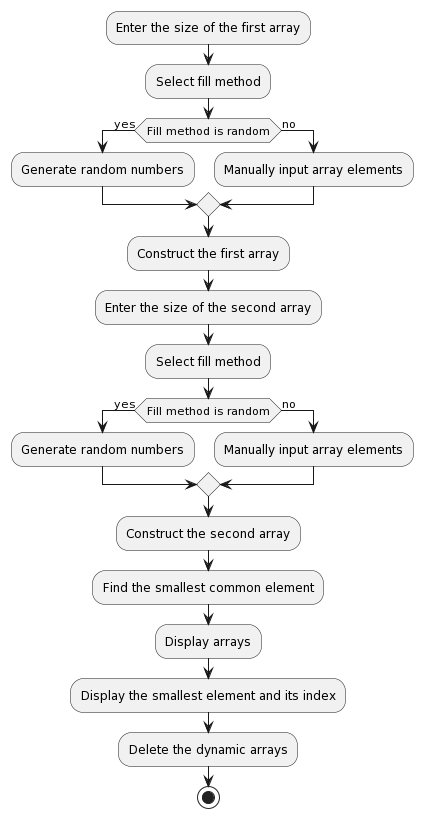 Enter the size of the first array
Select fill method
yes
Fill method is random
no
Generate random numbers
Manually input array elements
Construct the first array
Enter the size of the second array
Select fill method
yes
Fill method is random
no
Generate random numbers
Manually input array elements
Construct the second array
Find the smallest common element
Display arrays
Display the smallest element and its index
Delete the dynamic arrays